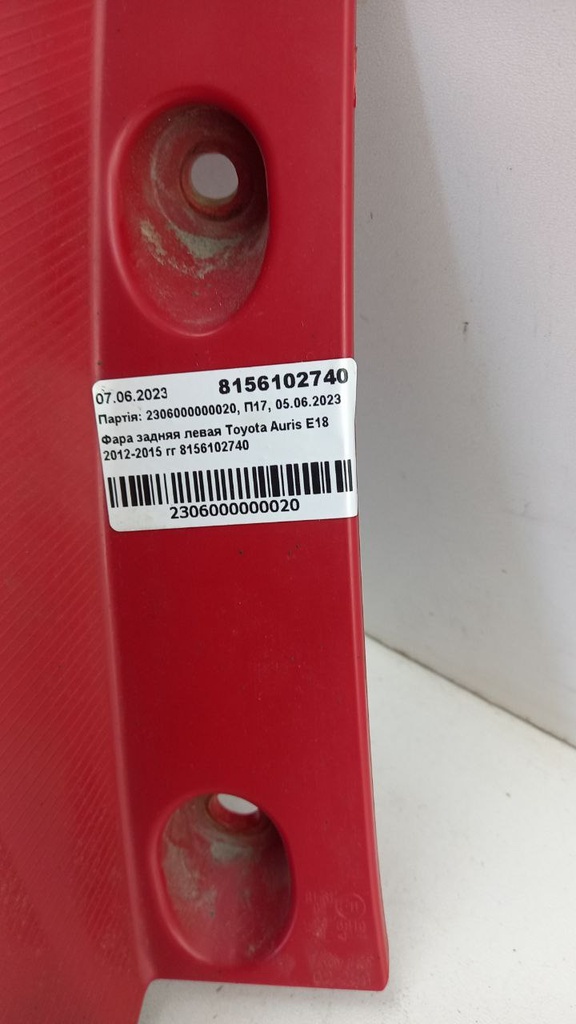 07.06.2023 8156102740
Партія: 2306000000020, П17, 05.06.2023
Фара задняя левая Toyota Auris E18
2012-2015 гг 8156102740
2306000000020